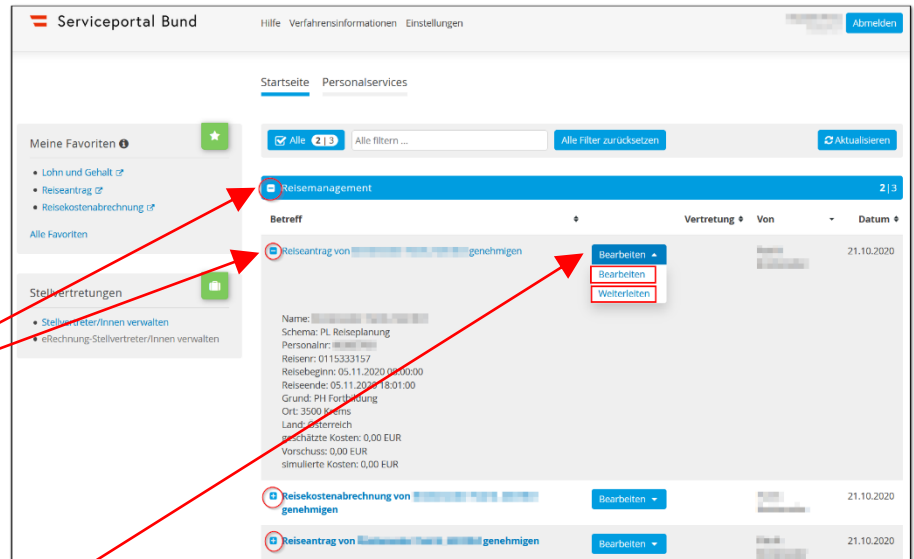 Serviceportal Bund
Hilfe Verfahrensinformationen Einstellungen
Abmelden
Startseite Personalservices
Meine Favoriten
Lohn und Gehalt
Reiseantrag
Reisekostenabrechnung
Alle Favoriten
Stellvertretungen
Stellvertreter/Innen verwalten
eRechnung-Stellvertreter/Innen verwalten
Alle 2|3 Alle filtern ... Alle Filter zurücksetzen Aktualisieren
Reisemanagement 2|3
Betreff Vertretung Von Datum
Reiseantrag von genehmigen Bearbeiten 21.10.2020
Bearbeiten
Weiterleiten
Name:
Schema: PL Reiseplanung
Personalnr:
Reisenr: 0115333157
Reisebeginn: 05.11.2020 :00:00
Reiseende: 05.11.2020 18:01:00
Grund: PH Fortbildung
Ort: 3500 Krems
Land: Österreich
geschätzte Kosten: 0,00 EUR
Vorschuss: 0,00 EUR
simulierte Kosten: 0,00 EUR
Reisekostenabrechnung von Bearbeiten 21.10.2020
genehmigen
Reiseantrag von genehmigen Bearbeiten 21.10.2020